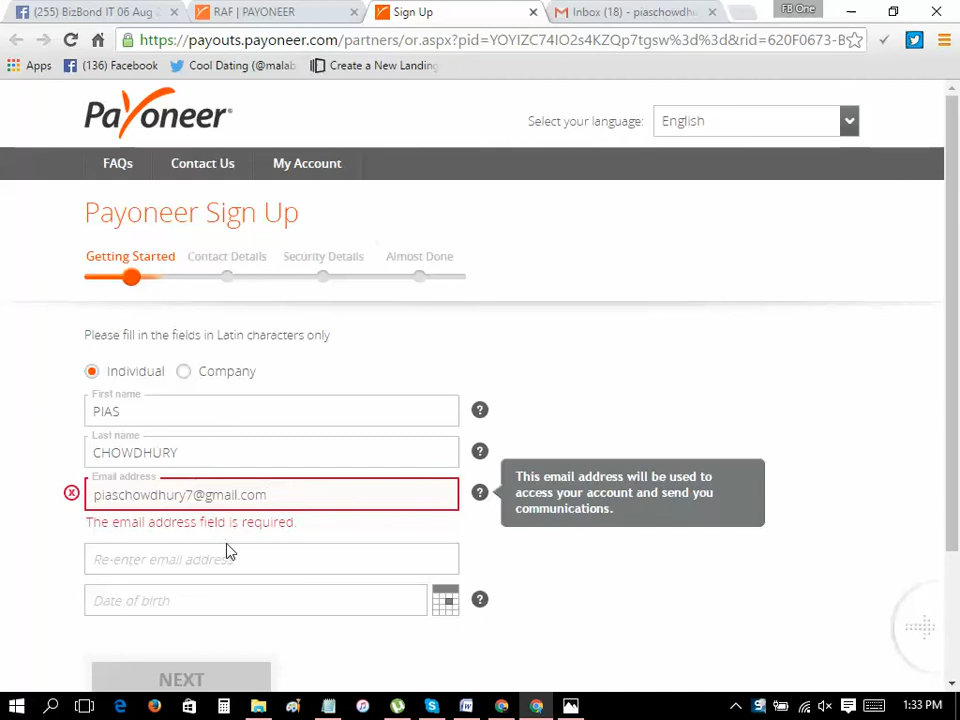 (255) BizBond IT 06 Aug
RAF | PAYONEER
Sign Up
Inbox (18) - piaschowdhu
FB One
https://payouts.payoneer.com/partners/or.aspx?pid=YOYIZC74IO2s4KZQp7tgsw%3d%3d&rid=620F0673-B
Apps
(136) Facebook
Cool Dating (@malab
Create a New Landing
Payoneer
Select your language:
English
FAQs
Contact Us
My Account
Payoneer Sign Up
Getting Started
Contact Details
Security Details
Almost Done
Please fill in the fields in Latin characters only
Individual
Company
First name
PIAS
?
Last name
CHOWDHURY
?
Email address
piaschowdhury7@gmail.com
?
This email address will be used to
access your account and send you
communications.
The email address field is required.
Re-enter email address
Date of birth
?
NEXT
1:33 PM